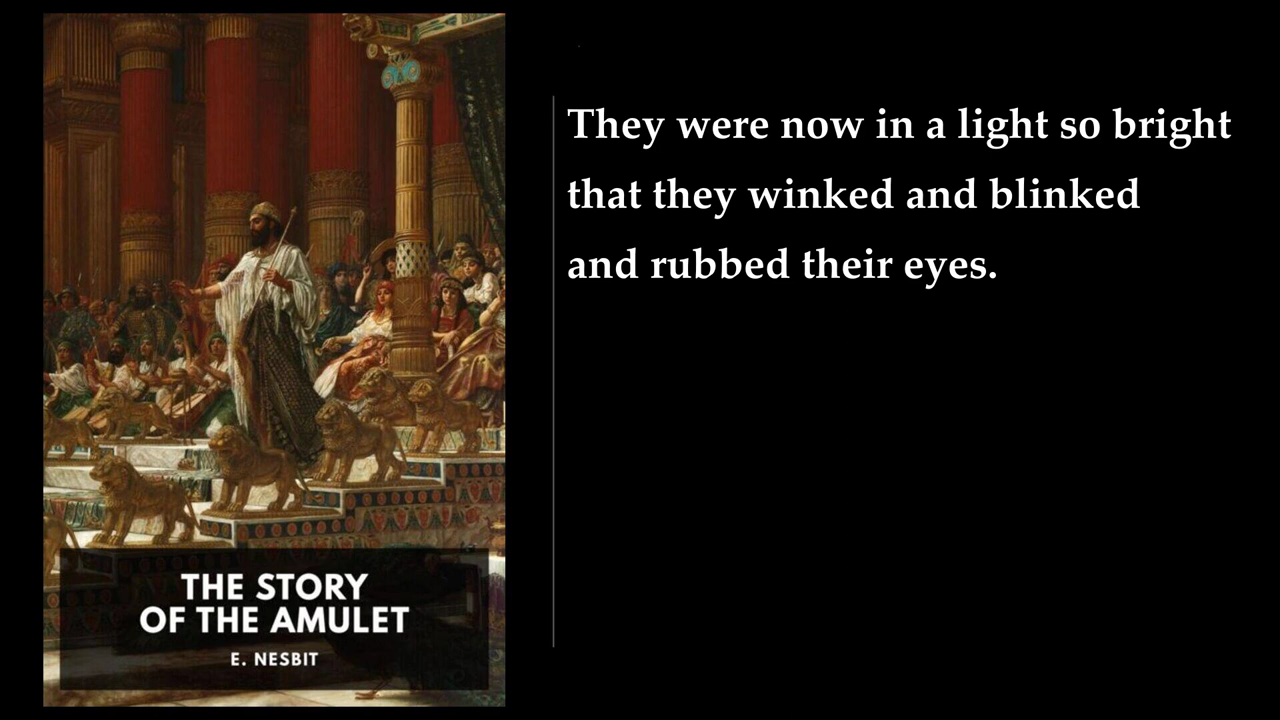 THE STORY
OF THE AMULET
E. NESBIT
They were now in a light so bright
that they winked and blinked
and rubbed their eyes.